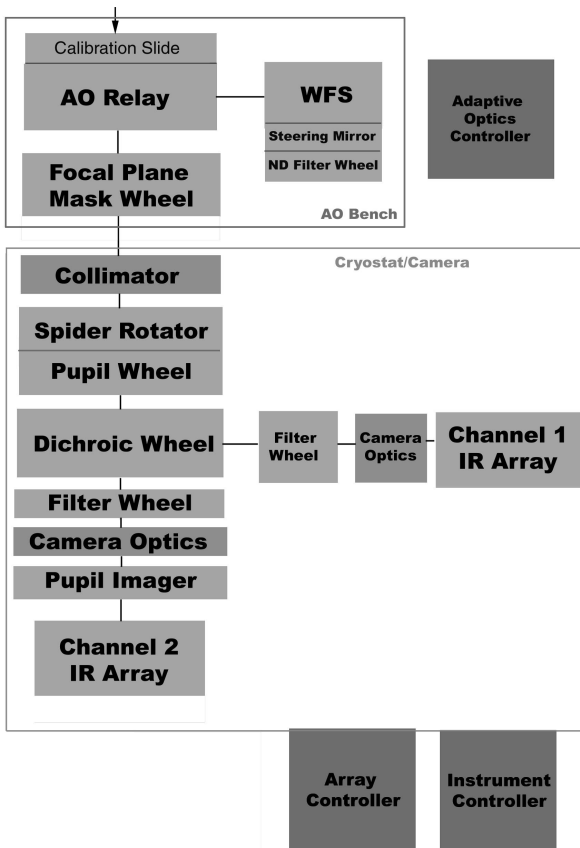 Calibration Slide
AO Relay
WFS
Steering Mirror
ND Filter Wheel
Adaptive
Optics
Controller
Focal Plane
Mask Wheel
AO Bench
Cryostat/Camera
Collimator
Spider Rotator
Pupil Wheel
Dichroic Wheel
Filter
Wheel
Camera
Optics
Channel 1
IR Array
Filter Wheel
Camera Optics
Pupil Imager
Channel 2
IR Array
Array
Controller
Instrument
Controller